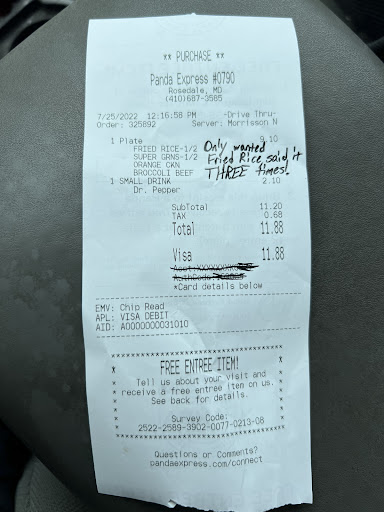 ** PURCHASE **
Panda Express #0790
Rosedale, MD
(410)687-3585
7/25/2022 12:16:58 PM -Drive Thru-
Order: 325892 Server: Morrisson N
1 Plate 9.10
FRIED RICE-1/2
SUPER GRNS-1/2
ORANGE CKN
BROCCOLI BEEF
Only wanted
Fried Rice, said it
THREE times!
1 SMALL DRINK 2.10
Dr. Pepper
SubTotal 11.20
TAX 0.68
Total 11.88
Visa 11.88
*Card details below
EMV: Chip Read
APL: VISA DEBIT
AID: A0000000031010
FREE ENTREE ITEM!
Tell us about your visit and
receive a free entree item on us.
See back for details.
Survey Code:
2522-2589-3902-0077-0213-08
Questions or Comments?
pandaexpress.com/connect